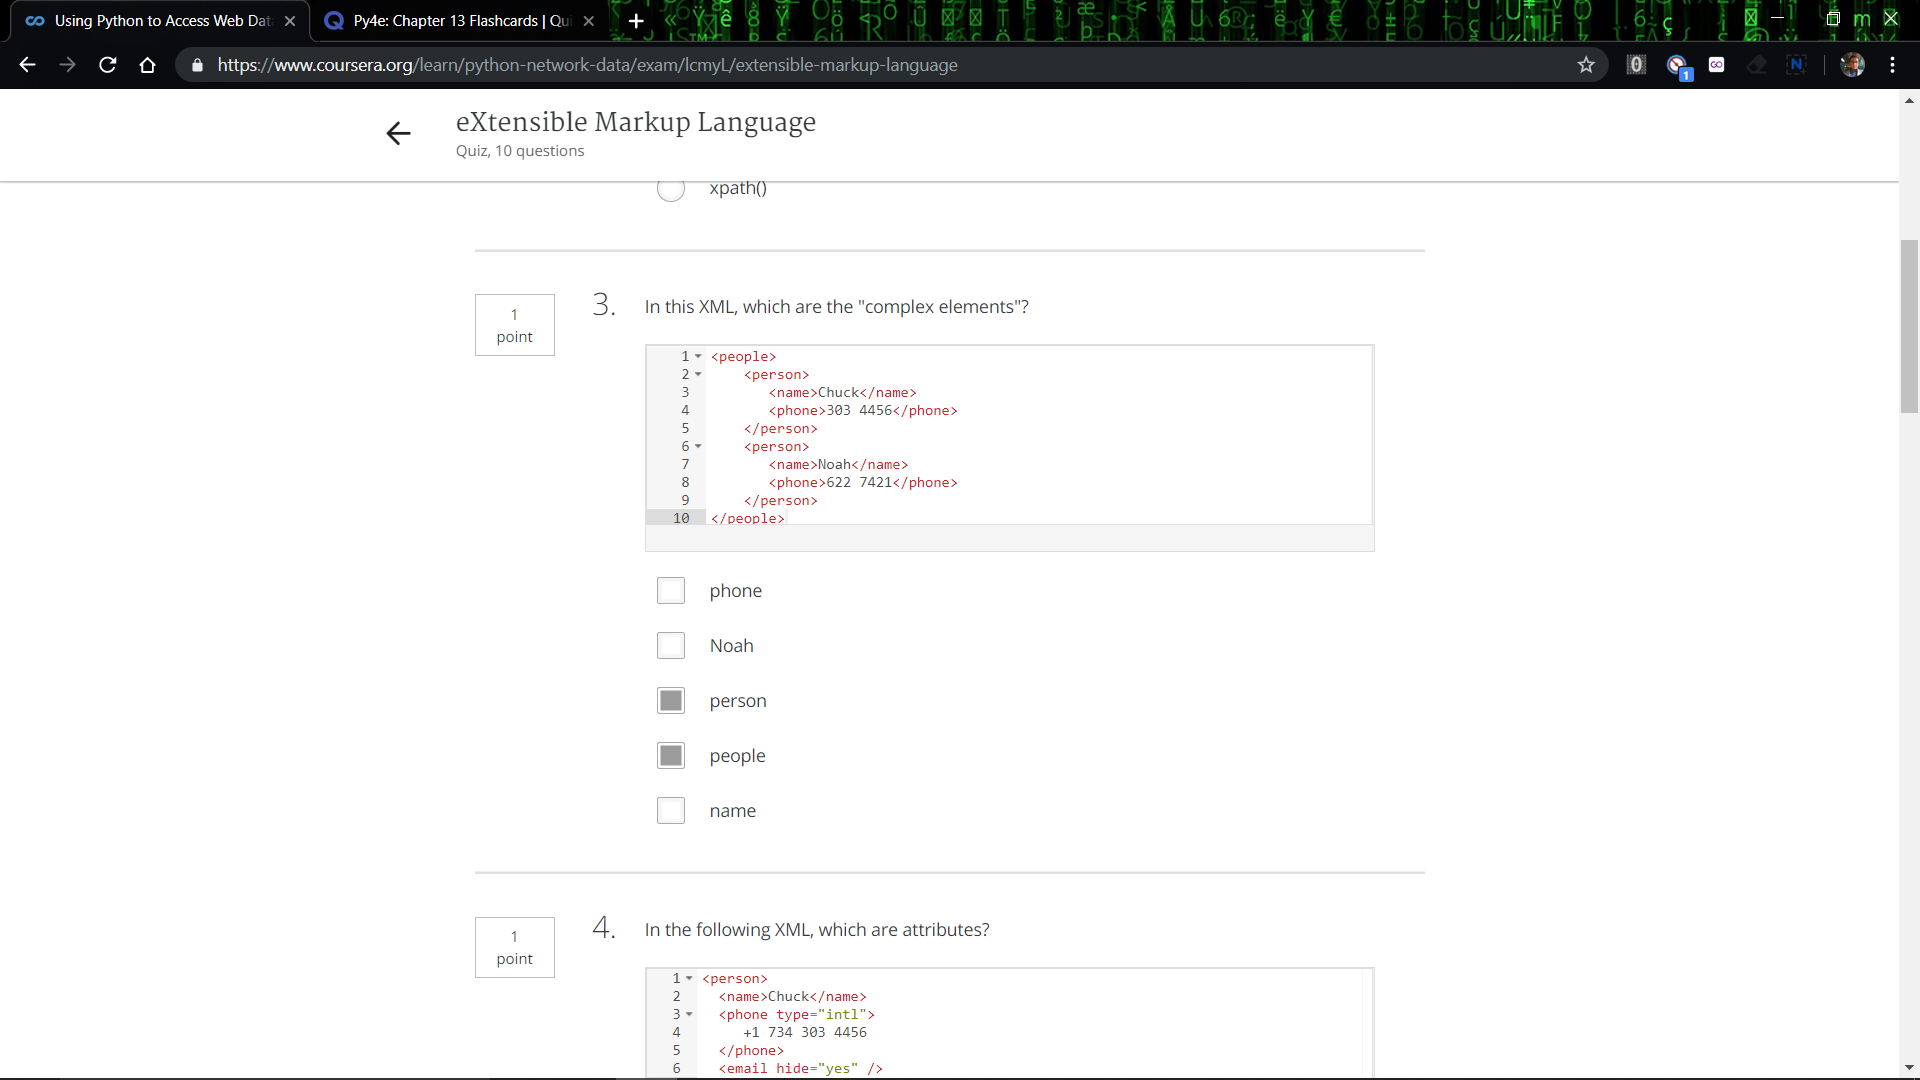 Using Python to Access Web Dat
Py4e: Chapter 13 Flashcards | Qu
https://www.coursera.org/learn/python-network-data/exam/lcmyL/extensible-markup-language
1
eXtensible Markup Language
Quiz, 10 questions
xpath()
1
point
3.
In this XML, which are the "complex elements"?
1 <people>
2 <person>
3 <name>Chuck</name>
4 <phone>303 4456</phone>
5 </person>
6 <person>
7 <name>Noah</name>
8 <phone>622 7421</phone>
9 </person>
10 </people>
phone
Noah
person
people
name
1
point
4.
In the following XML, which are attributes?
1 <person>
2 <name>Chuck</name>
3 <phone type="intl">
4 +1 734 303 4456
5 </phone>
6 <email hide="yes" />